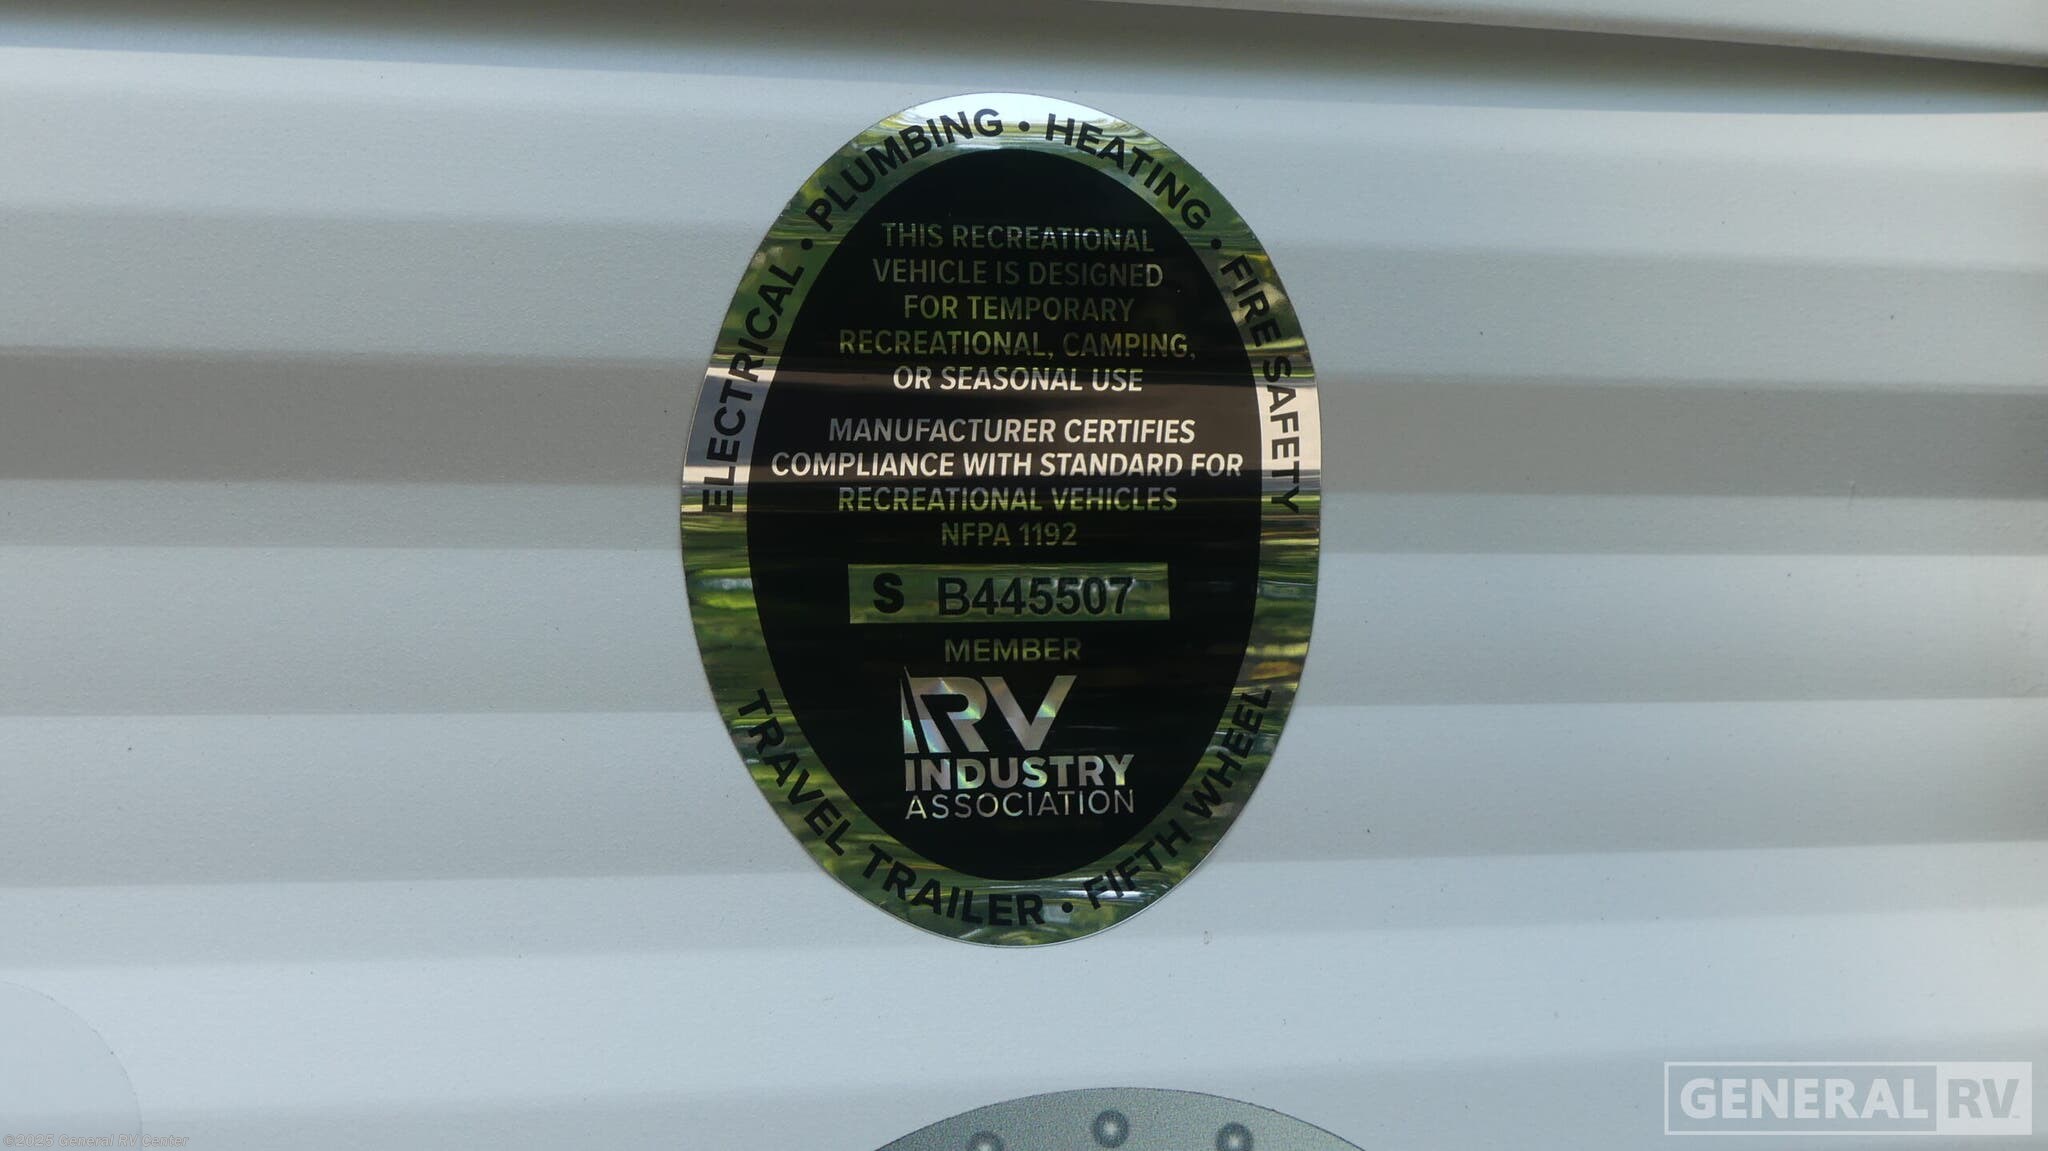 ELECTRICAL • PLUMBING • HEATING • FIRE SAFETY
THIS RECREATIONAL
VEHICLE IS DESIGNED
FOR TEMPORARY
RECREATIONAL, CAMPING,
OR SEASONAL USE
MANUFACTURER CERTIFIES
COMPLIANCE WITH STANDARD FOR
RECREATIONAL VEHICLES
NFPA 1192
S B445507
MEMBER
RV
INDUSTRY
ASSOCIATION
TRAVEL TRAILER • FIFTH WHEEL
GENERAL RV
©2025 General RV Center